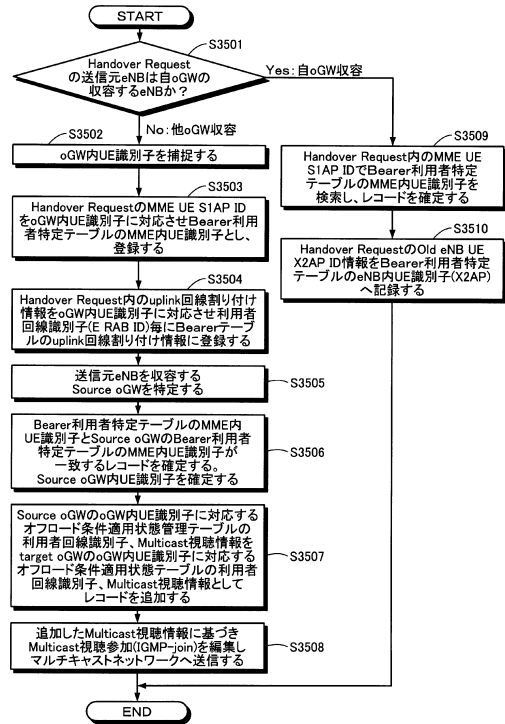 START
S3501
Handover Request
の送信元eNBは自oGWの
収容するeNBか？
Yes：自oGW収容
No：他oGW収容
S3502
oGW内UE識別子を捕捉する
S3503
Handover RequestのMME UE S1AP ID
をoGW内UE識別子に対応させBearer利用
者特定テーブルのMME内UE識別子とし、
登録する
S3504
Handover Request内のuplink回線割り付け
情報をoGW内UE識別子に対応させ利用者
回線識別子(E RAB ID)毎にBearerテーブ
ルのuplink回線割り付け情報に登録する
送信元eNBを収容する
Source oGWを特定する
S3505
Bearer利用者特定テーブルのMME内
UE識別子とSource oGWのBearer利用者
特定テーブルのMME内UE識別子が
一致するレコードを確定する。
Source oGW内UE識別子を確定する
S3506
Source oGWのoGW内UE識別子に対応する
オフロード条件適用状態管理テーブルの
利用者回線識別子、Multicast視聴情報を
target oGWのoGW内UE識別子に対応する
オフロード条件適用状態テーブルの利用者
回線識別子、Multicast視聴情報として
レコードを追加する
S3507
追加したMulticast視聴情報に基づき
Multicast視聴参加(IGMP-join)を編集し
マルチキャストネットワークへ送信する
S3508
S3509
Handover Request内のMME UE
S1AP IDでBearer利用者特定
テーブルのMME内UE識別子を
検索し、レコードを確定する
S3510
Handover RequestのOld eNB UE
X2AP ID情報をBearer利用者特定
テーブルのeNB内UE識別子(X2AP)
へ記録する
END